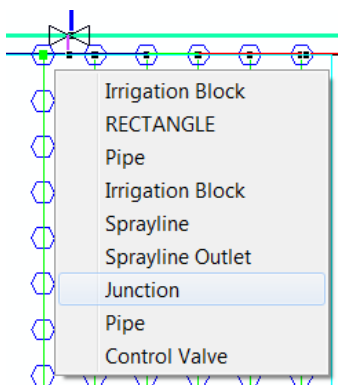 Irrigation Block
RECTANGLE
Pipe
Irrigation Block
Sprayline
Sprayline Outlet
Junction
Pipe
Control Valve